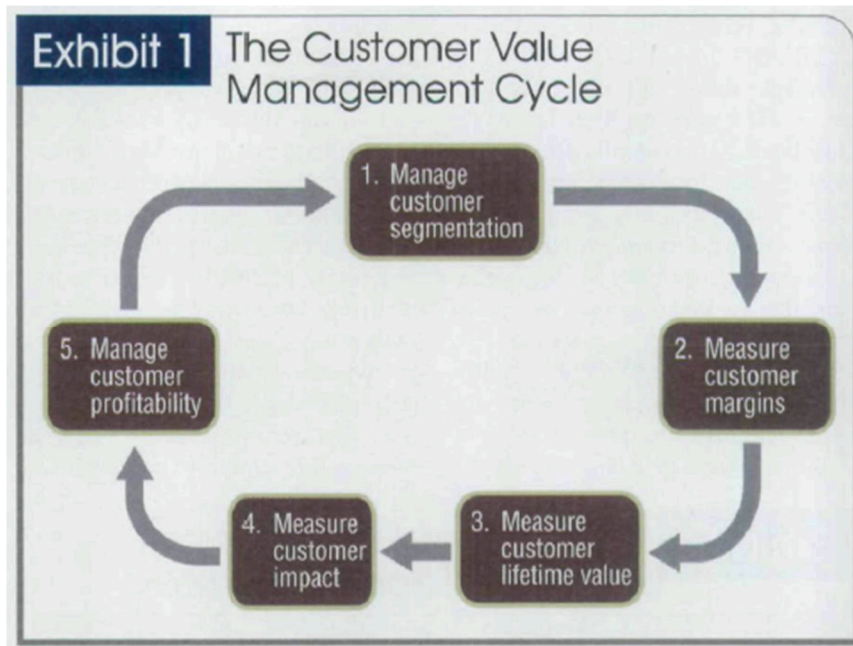 Exhibit 1
The Customer Value
Management Cycle
1. Manage
customer
segmentation
2. Measure
customer
margins
3. Measure
customer
lifetime value
4. Measure
customer
impact
5. Manage
customer
profitability